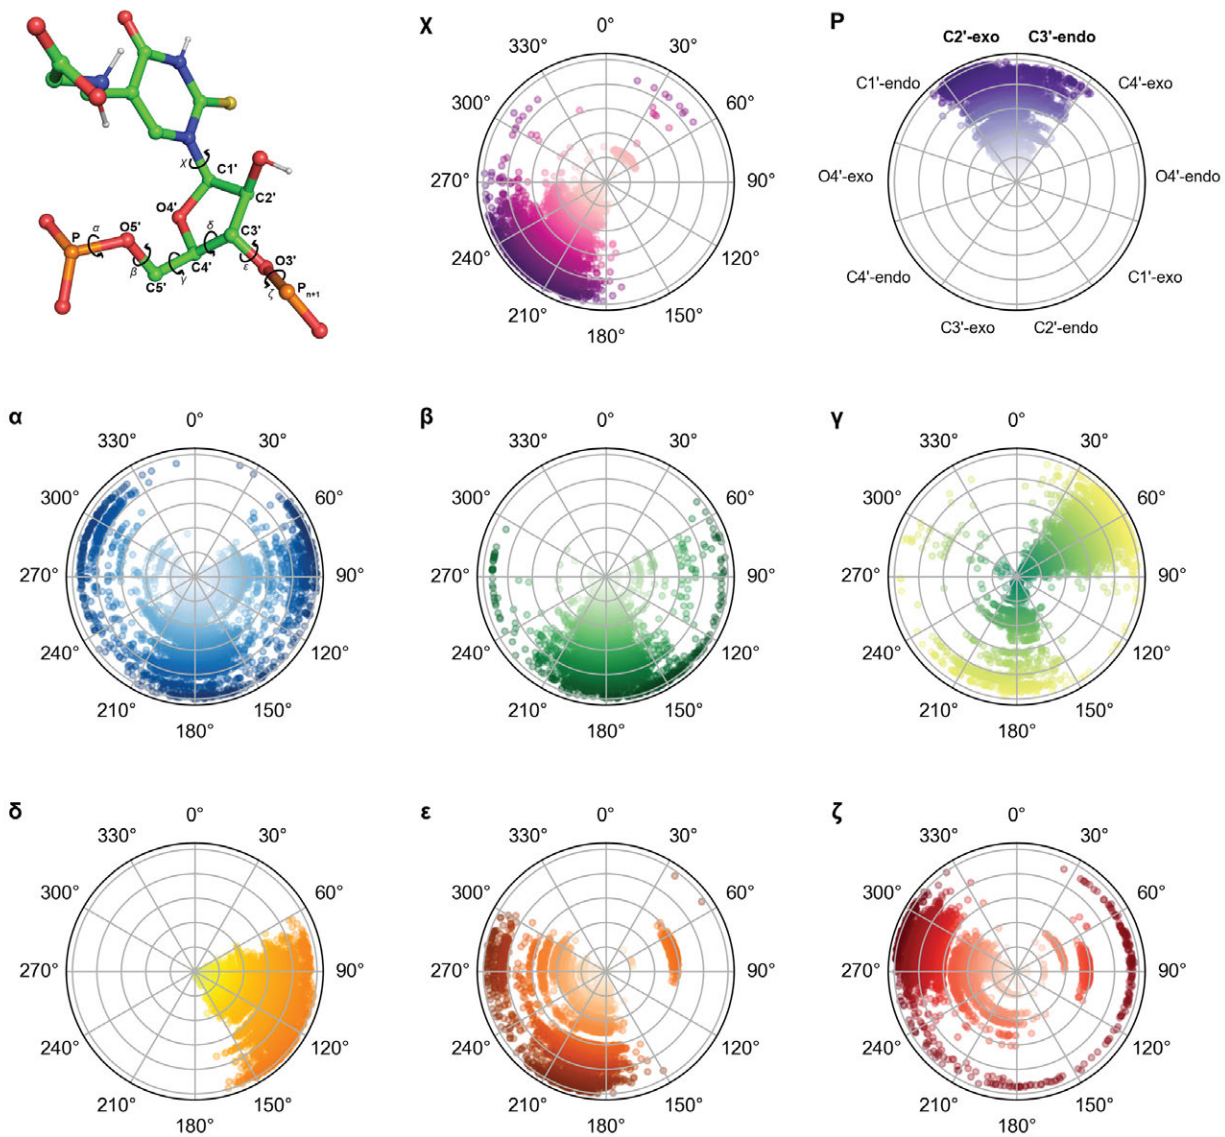 χ
C1'
C2'
O4'
δ
C3'
P
α
O5'
β
γ
C4'
C5'
ε
O3'
ζ
Pn+1
χ
0°
330°
30°
300°
60°
270°
90°
240°
120°
210°
150°
180°
P
C2'-exo
C3'-endo
C1'-endo
C4'-exo
O4'-exo
O4'-endo
C4'-endo
C1'-exo
C3'-exo
C2'-endo
α
0°
330°
30°
300°
60°
270°
90°
240°
120°
210°
150°
180°
β
0°
330°
30°
300°
60°
270°
90°
240°
120°
210°
150°
180°
γ
0°
330°
30°
300°
60°
270°
90°
240°
120°
210°
150°
180°
δ
0°
330°
30°
300°
60°
270°
90°
240°
120°
210°
150°
180°
ε
0°
330°
30°
300°
60°
270°
90°
240°
120°
210°
150°
180°
ζ
0°
330°
30°
300°
60°
270°
90°
240°
120°
210°
150°
180°